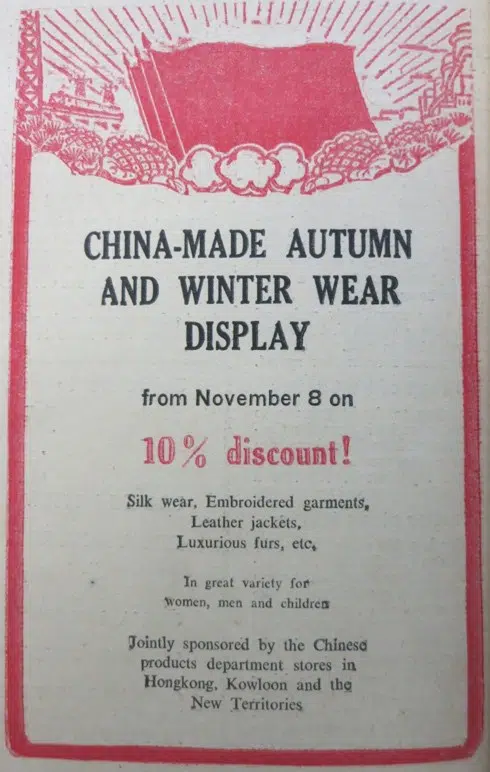 CHINA-MADE AUTUMN
AND WINTER WEAR
DISPLAY
from November 8 on
10% discount!
Silk wear, Embroidered garments,
Leather jackets,
Luxurious furs, etc,
In great variety for
women, men and children
Jointly sponsored by the Chinese
products department stores in
Hongkong, Kowloon and the
New Territories